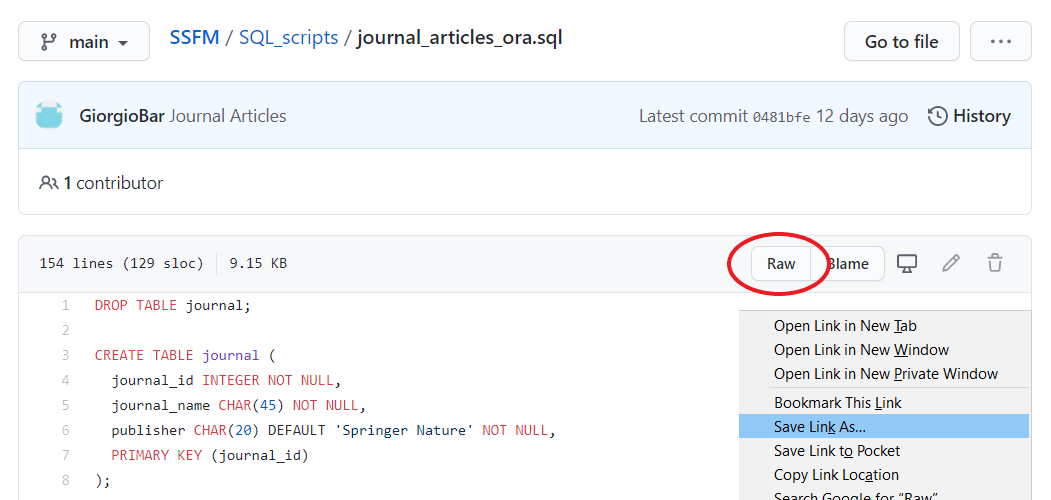 main SSFM / SQL_scripts / journal_articles_ora.sql Go to file ...
GiorgioBar Journal Articles Latest commit 0481bfe 12 days ago History
1 contributor
154 lines (129 sloc) 9.15 KB Raw Blame
1 DROP TABLE journal;
2
3 CREATE TABLE journal (
4 journal_id INTEGER NOT NULL,
5 journal_name CHAR(45) NOT NULL,
6 publisher CHAR(20) DEFAULT 'Springer Nature' NOT NULL,
7 PRIMARY KEY (journal_id)
8 );
Open Link in New Tab
Open Link in New Window
Open Link in New Private Window
Bookmark This Link
Save Link As...
Save Link to Pocket
Copy Link Location
Search Google for “Raw”